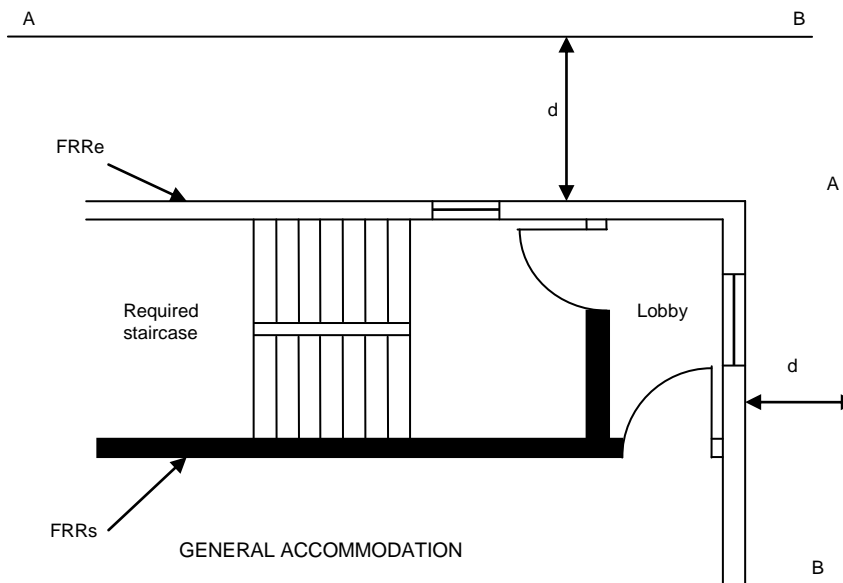 A
B
d
FRRe
A
Required
staircase
Lobby
d
FRRs
GENERAL ACCOMMODATION
B